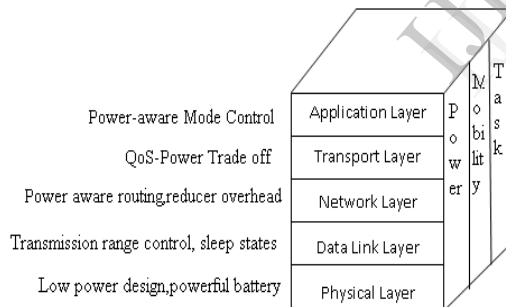 Power-aware Mode Control
Application Layer
QoS-Power Trade off
Transport Layer
Power aware routing,reducer overhead
Network Layer
Transmission range control, sleep states
Data Link Layer
Low power design,powerful battery
Physical Layer
P
o
w
er
M
o
bi
lit
y
T
a
s
k